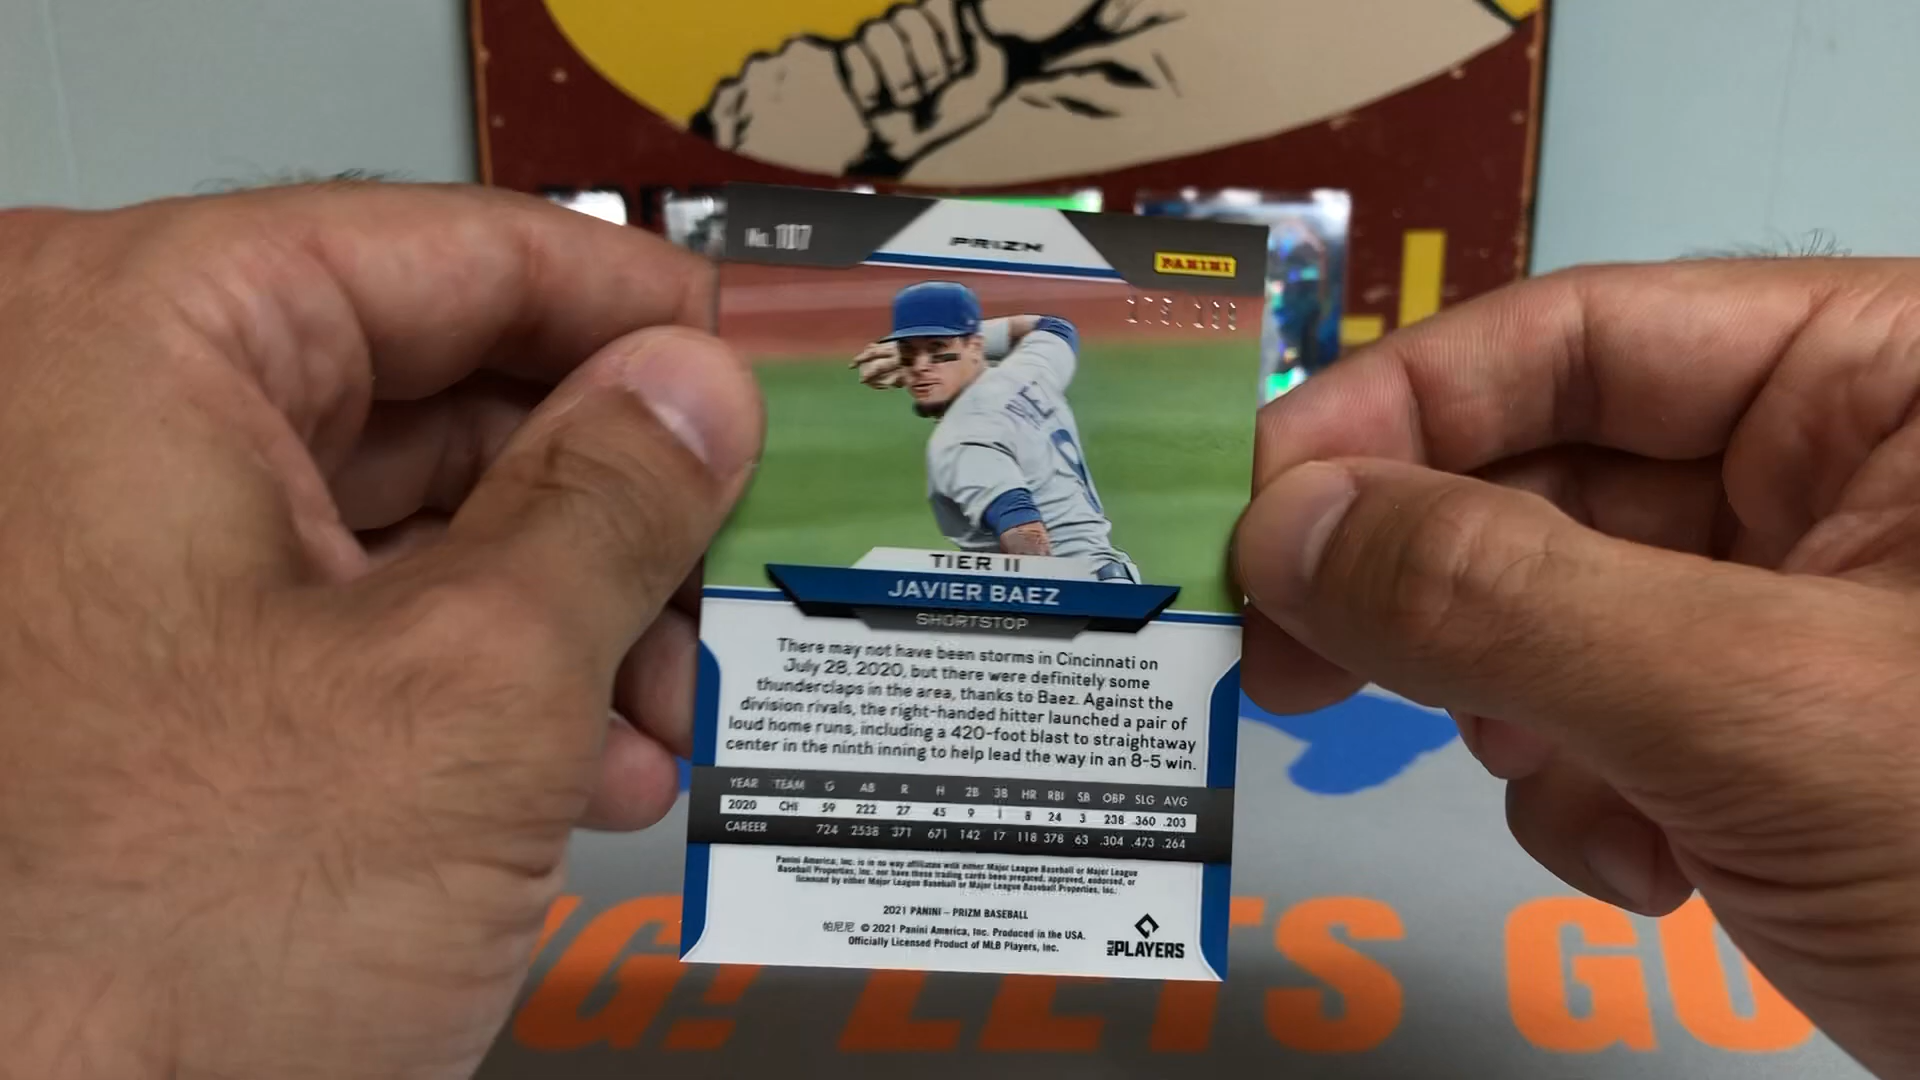 No. 107
PRIZM
PANINI
TIER II
JAVIER BAEZ
SHORTSTOP
There may not have been storms in Cincinnati on
July 28, 2020, but there were definitely some
thunderclaps in the area, thanks to Baez. Against the
division rivals, the right-handed hitter launched a pair of
loud home runs, including a 420-foot blast to straightaway
center in the ninth inning to help lead the way in an 8-5 win.
YEAR TEAM G AB R H 2B 3B HR RBI SB OBP SLG AVG
2020 CHI 59 222 27 45 9 1 8 24 3 238 .360 .203
CAREER 724 2538 371 671 142 17 118 378 63 .304 .473 .264
Panini America, Inc. is in no way affiliated with either Major League Baseball or Major League
Baseball Properties, Inc. nor have these trading cards been prepared, approved, endorsed, or
licensed by either Major League Baseball or Major League Baseball Properties, Inc.
2021 PANINI – PRIZM BASEBALL
帕尼尼 © 2021 Panini America, Inc. Produced in the USA.
Officially Licensed Product of MLB Players, Inc.
MLB PLAYERS
G! LETS GO